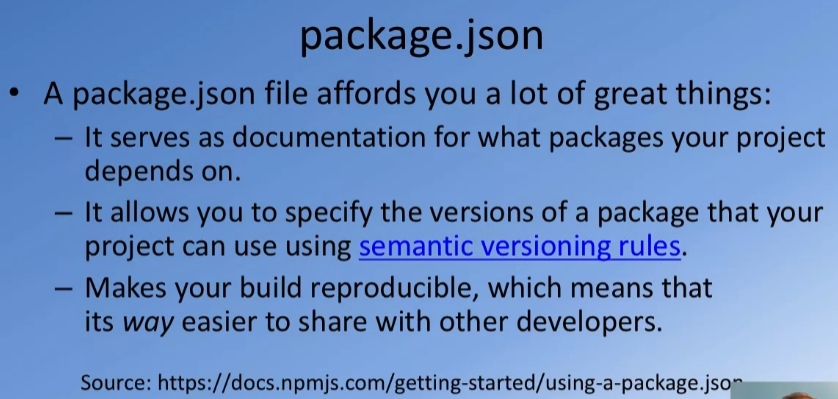 package.json
• A package.json file affords you a lot of great things:
– It serves as documentation for what packages your project
depends on.
– It allows you to specify the versions of a package that your
project can use using semantic versioning rules.
– Makes your build reproducible, which means that
its way easier to share with other developers.
Source: https://docs.npmjs.com/getting-started/using-a-package.json